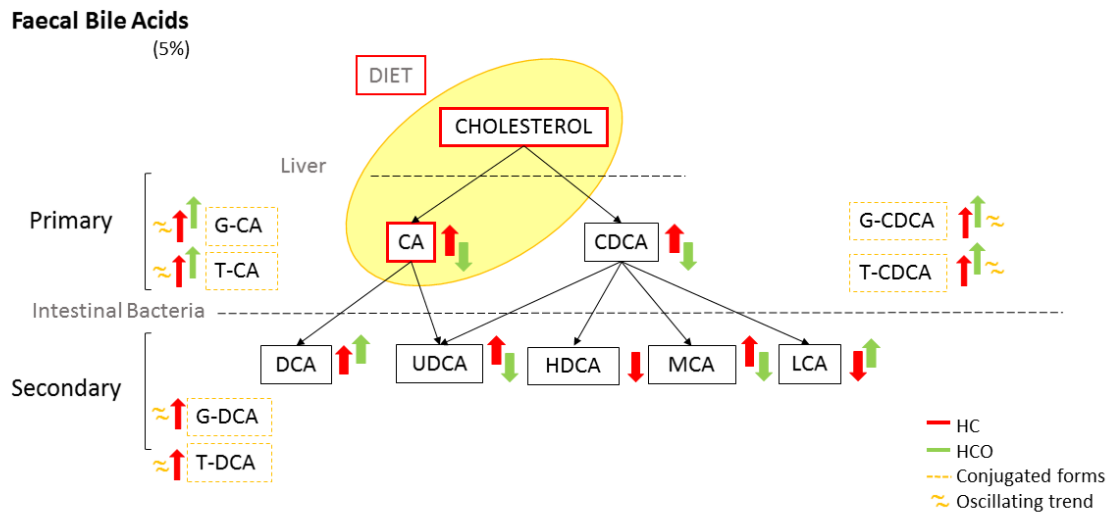 Faecal Bile Acids
(5%)
DIET
CHOLESTEROL
Liver
Primary
G-CA
CA
CDCA
G-CDCA
T-CA
T-CDCA
Intestinal Bacteria
DCA
UDCA
HDCA
MCA
LCA
Secondary
G-DCA
T-DCA
HC
HCO
Conjugated forms
Oscillating trend